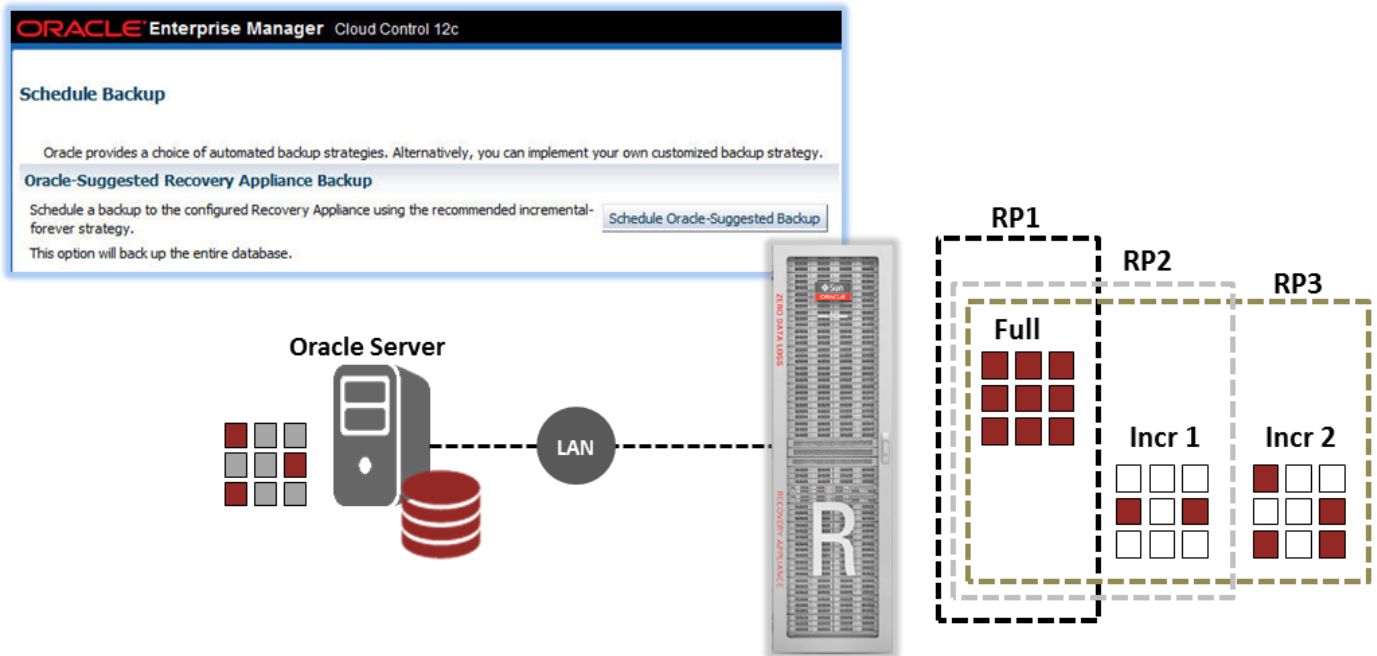 ORACLE Enterprise Manager Cloud Control 12c
Schedule Backup
Oracle provides a choice of automated backup strategies. Alternatively, you can implement your own customized backup strategy.
Oracle-Suggested Recovery Appliance Backup
Schedule a backup to the configured Recovery Appliance using the recommended incremental-
forever strategy.
Schedule Oracle-Suggested Backup
This option will back up the entire database.
RP1
RP2
RP3
Full
Incr 1
Incr 2
Oracle Server
LAN
Sun
ORACLE
ZERO DATA LOSS
RECOVERY APPLIANCE
R